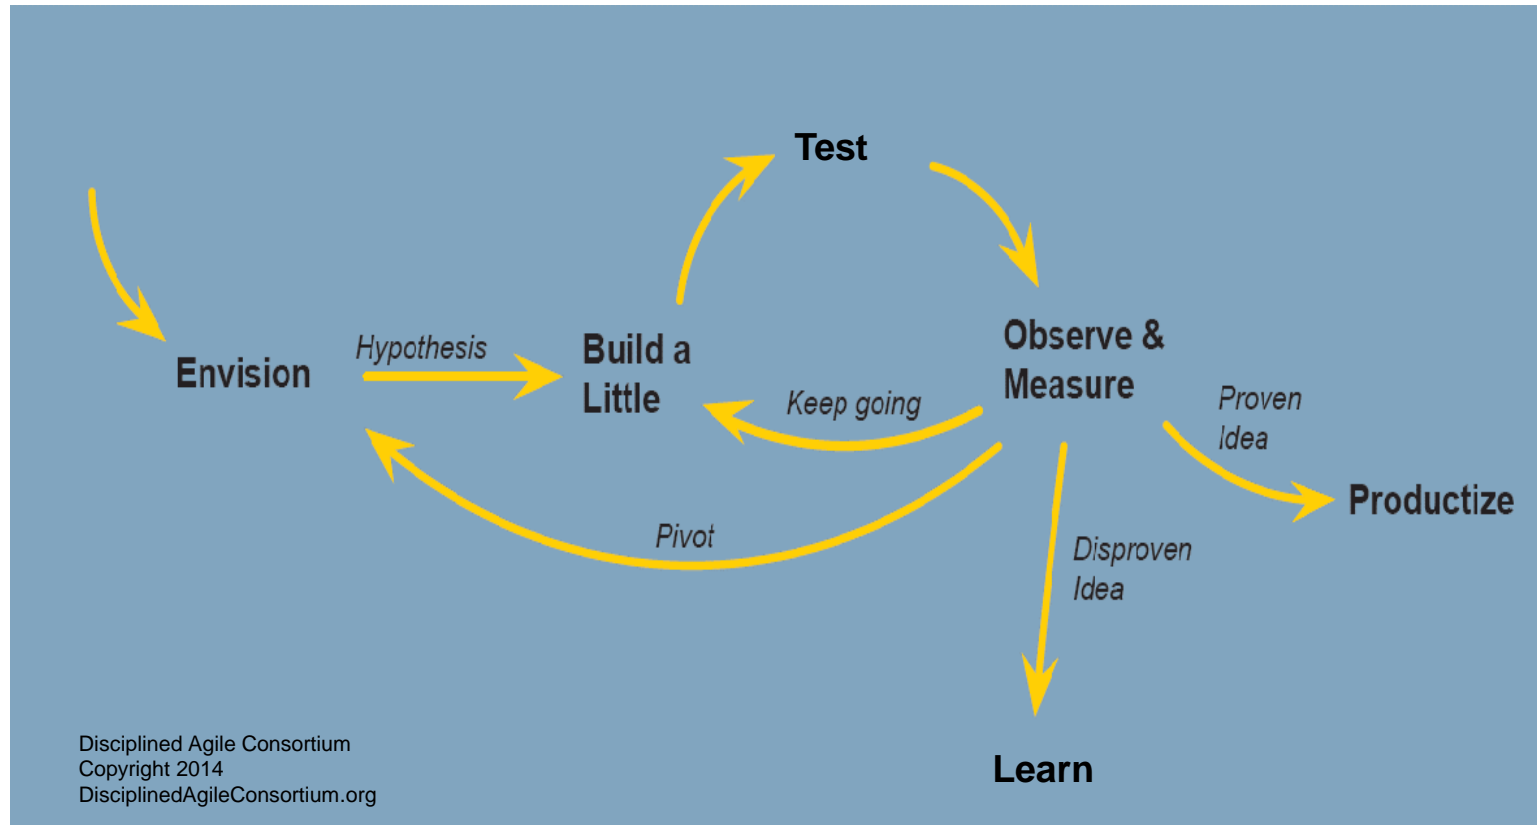 Test
Envision
Hypothesis
Build a
Little
Observe &
Measure
Keep going
Proven
Idea
Productize
Pivot
Disproven
Idea
Learn
Disciplined Agile Consortium
Copyright 2014
DisciplinedAgileConsortium.org